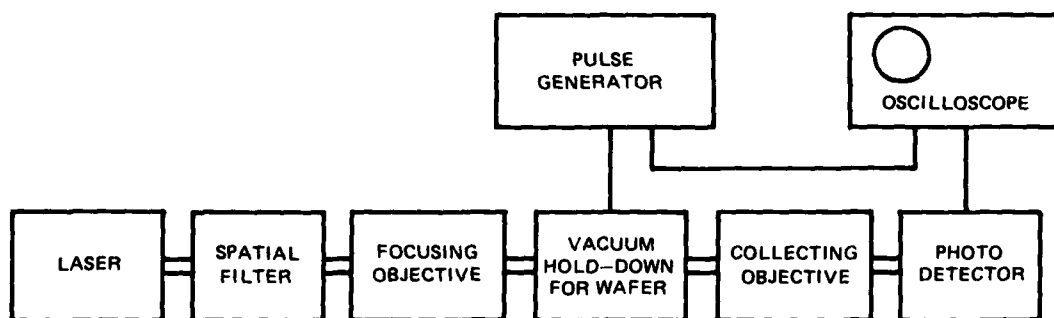 PULSE
GENERATOR
OSCILLOSCOPE
LASER
SPATIAL
FILTER
FOCUSING
OBJECTIVE
VACUUM
HOLD-DOWN
FOR WAFER
COLLECTING
OBJECTIVE
PHOTO
DETECTOR